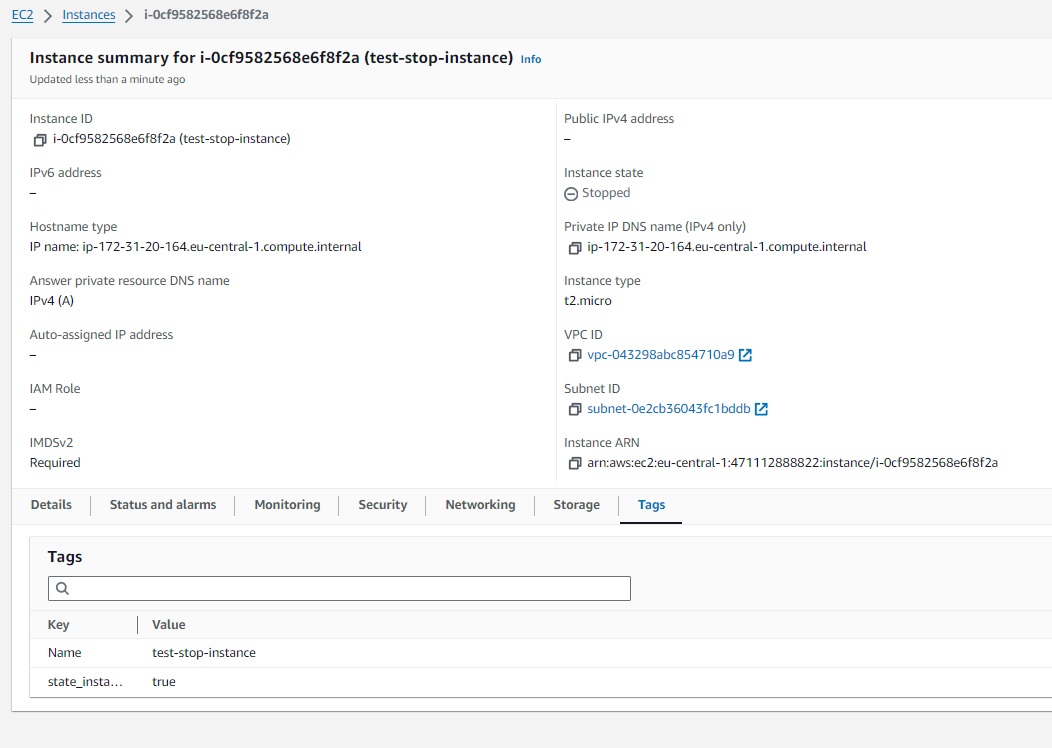 EC2 > Instances > i-0cf9582568e6f8f2a
Instance summary for i-0cf9582568e6f8f2a (test-stop-instance) Info
Updated less than a minute ago
Instance ID
i-0cf9582568e6f8f2a (test-stop-instance)
Public IPv4 address
–
IPv6 address
–
Instance state
Stopped
Hostname type
IP name: ip-172-31-20-164.eu-central-1.compute.internal
Private IP DNS name (IPv4 only)
ip-172-31-20-164.eu-central-1.compute.internal
Answer private resource DNS name
IPv4 (A)
Instance type
t2.micro
Auto-assigned IP address
–
VPC ID
vpc-043298abc854710a9
IAM Role
–
Subnet ID
subnet-0e2cb36043fc1bddb
IMDSv2
Required
Instance ARN
arn:aws:ec2:eu-central-1:471112888822:instance/i-0cf9582568e6f8f2a
Details Status and alarms Monitoring Security Networking Storage Tags
Tags
Key Value
Name test-stop-instance
state_insta... true